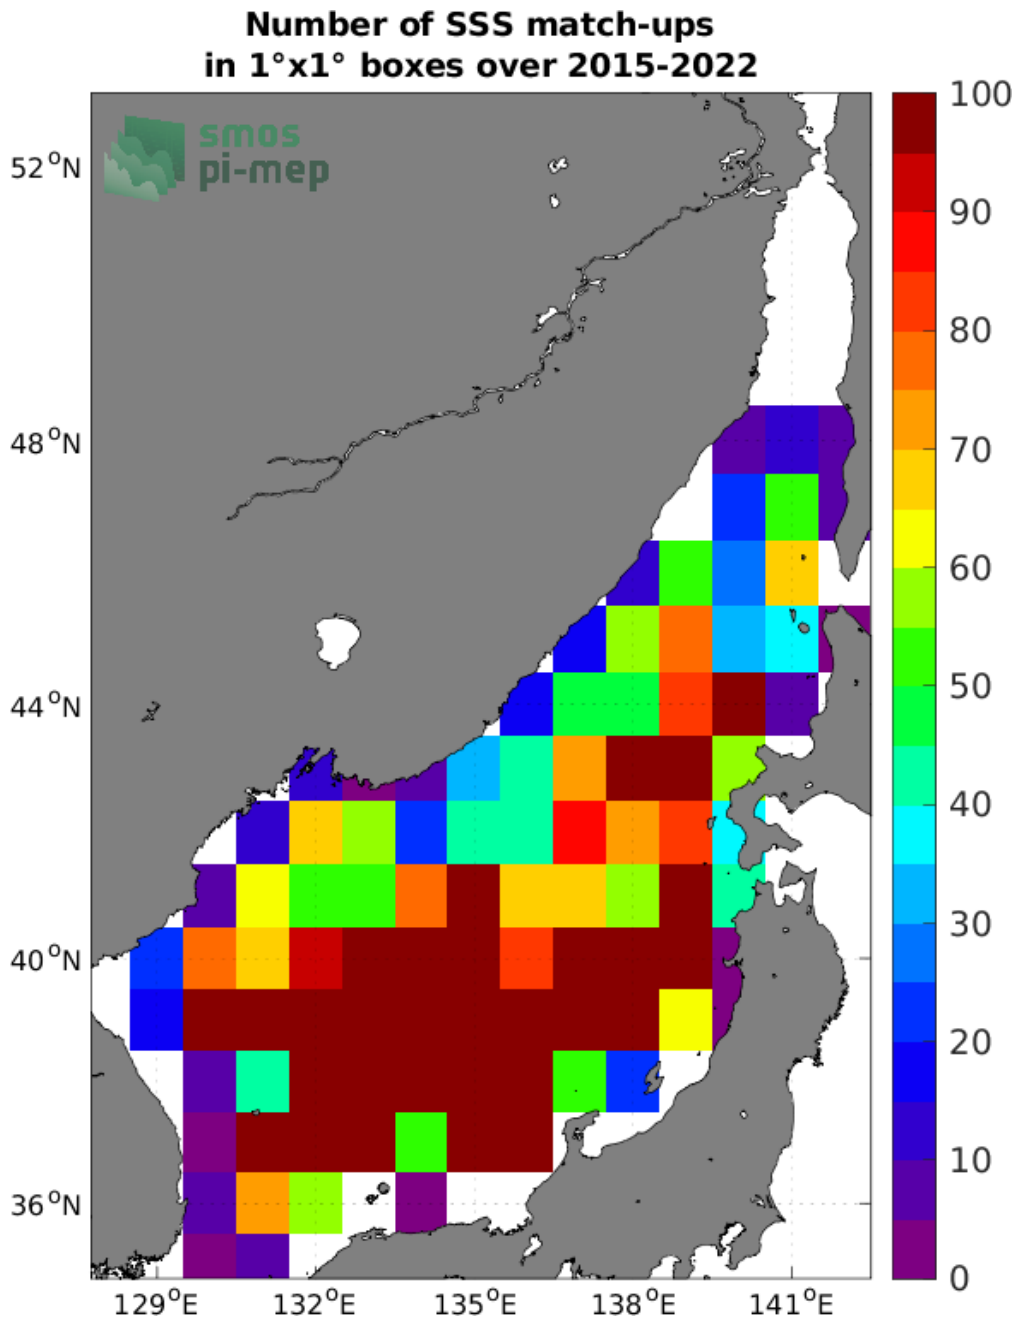 Number of SSS match-ups
in 1°x1° boxes over 2015-2022
smos
pi-mep
52°N
48°N
44°N
40°N
36°N
129°E 132°E 135°E 138°E 141°E
100
90
80
70
60
50
40
30
20
10
0